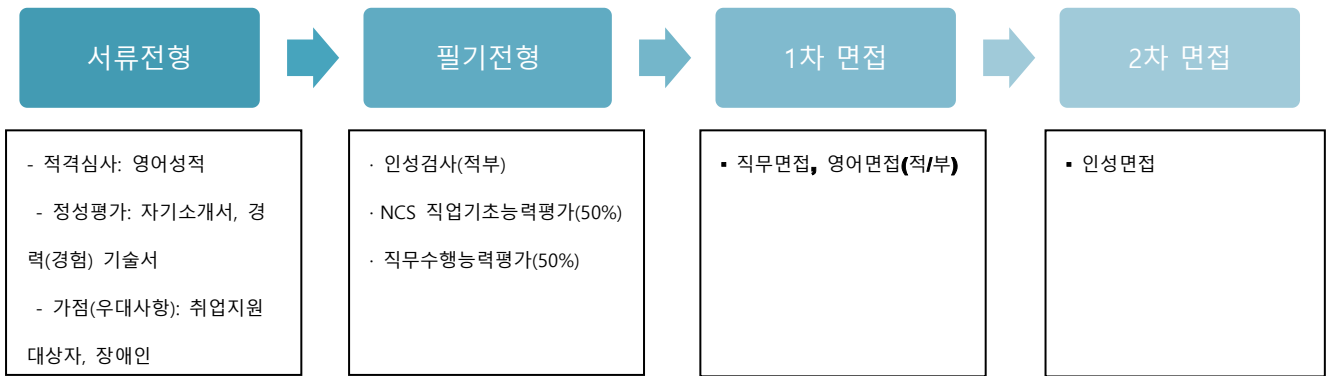 서류전형
필기전형
1차 면접
2차 면접
- 적격심사: 영어성적
- 정성평가: 자기소개서, 경
력(경험) 기술서
- 가점(우대사항): 취업지원
대상자, 장애인
· 인성검사(적부)
· NCS 직업기초능력평가(50%)
· 직무수행능력평가(50%)
▪ 직무면접, 영어면접(적/부)
▪ 인성면접